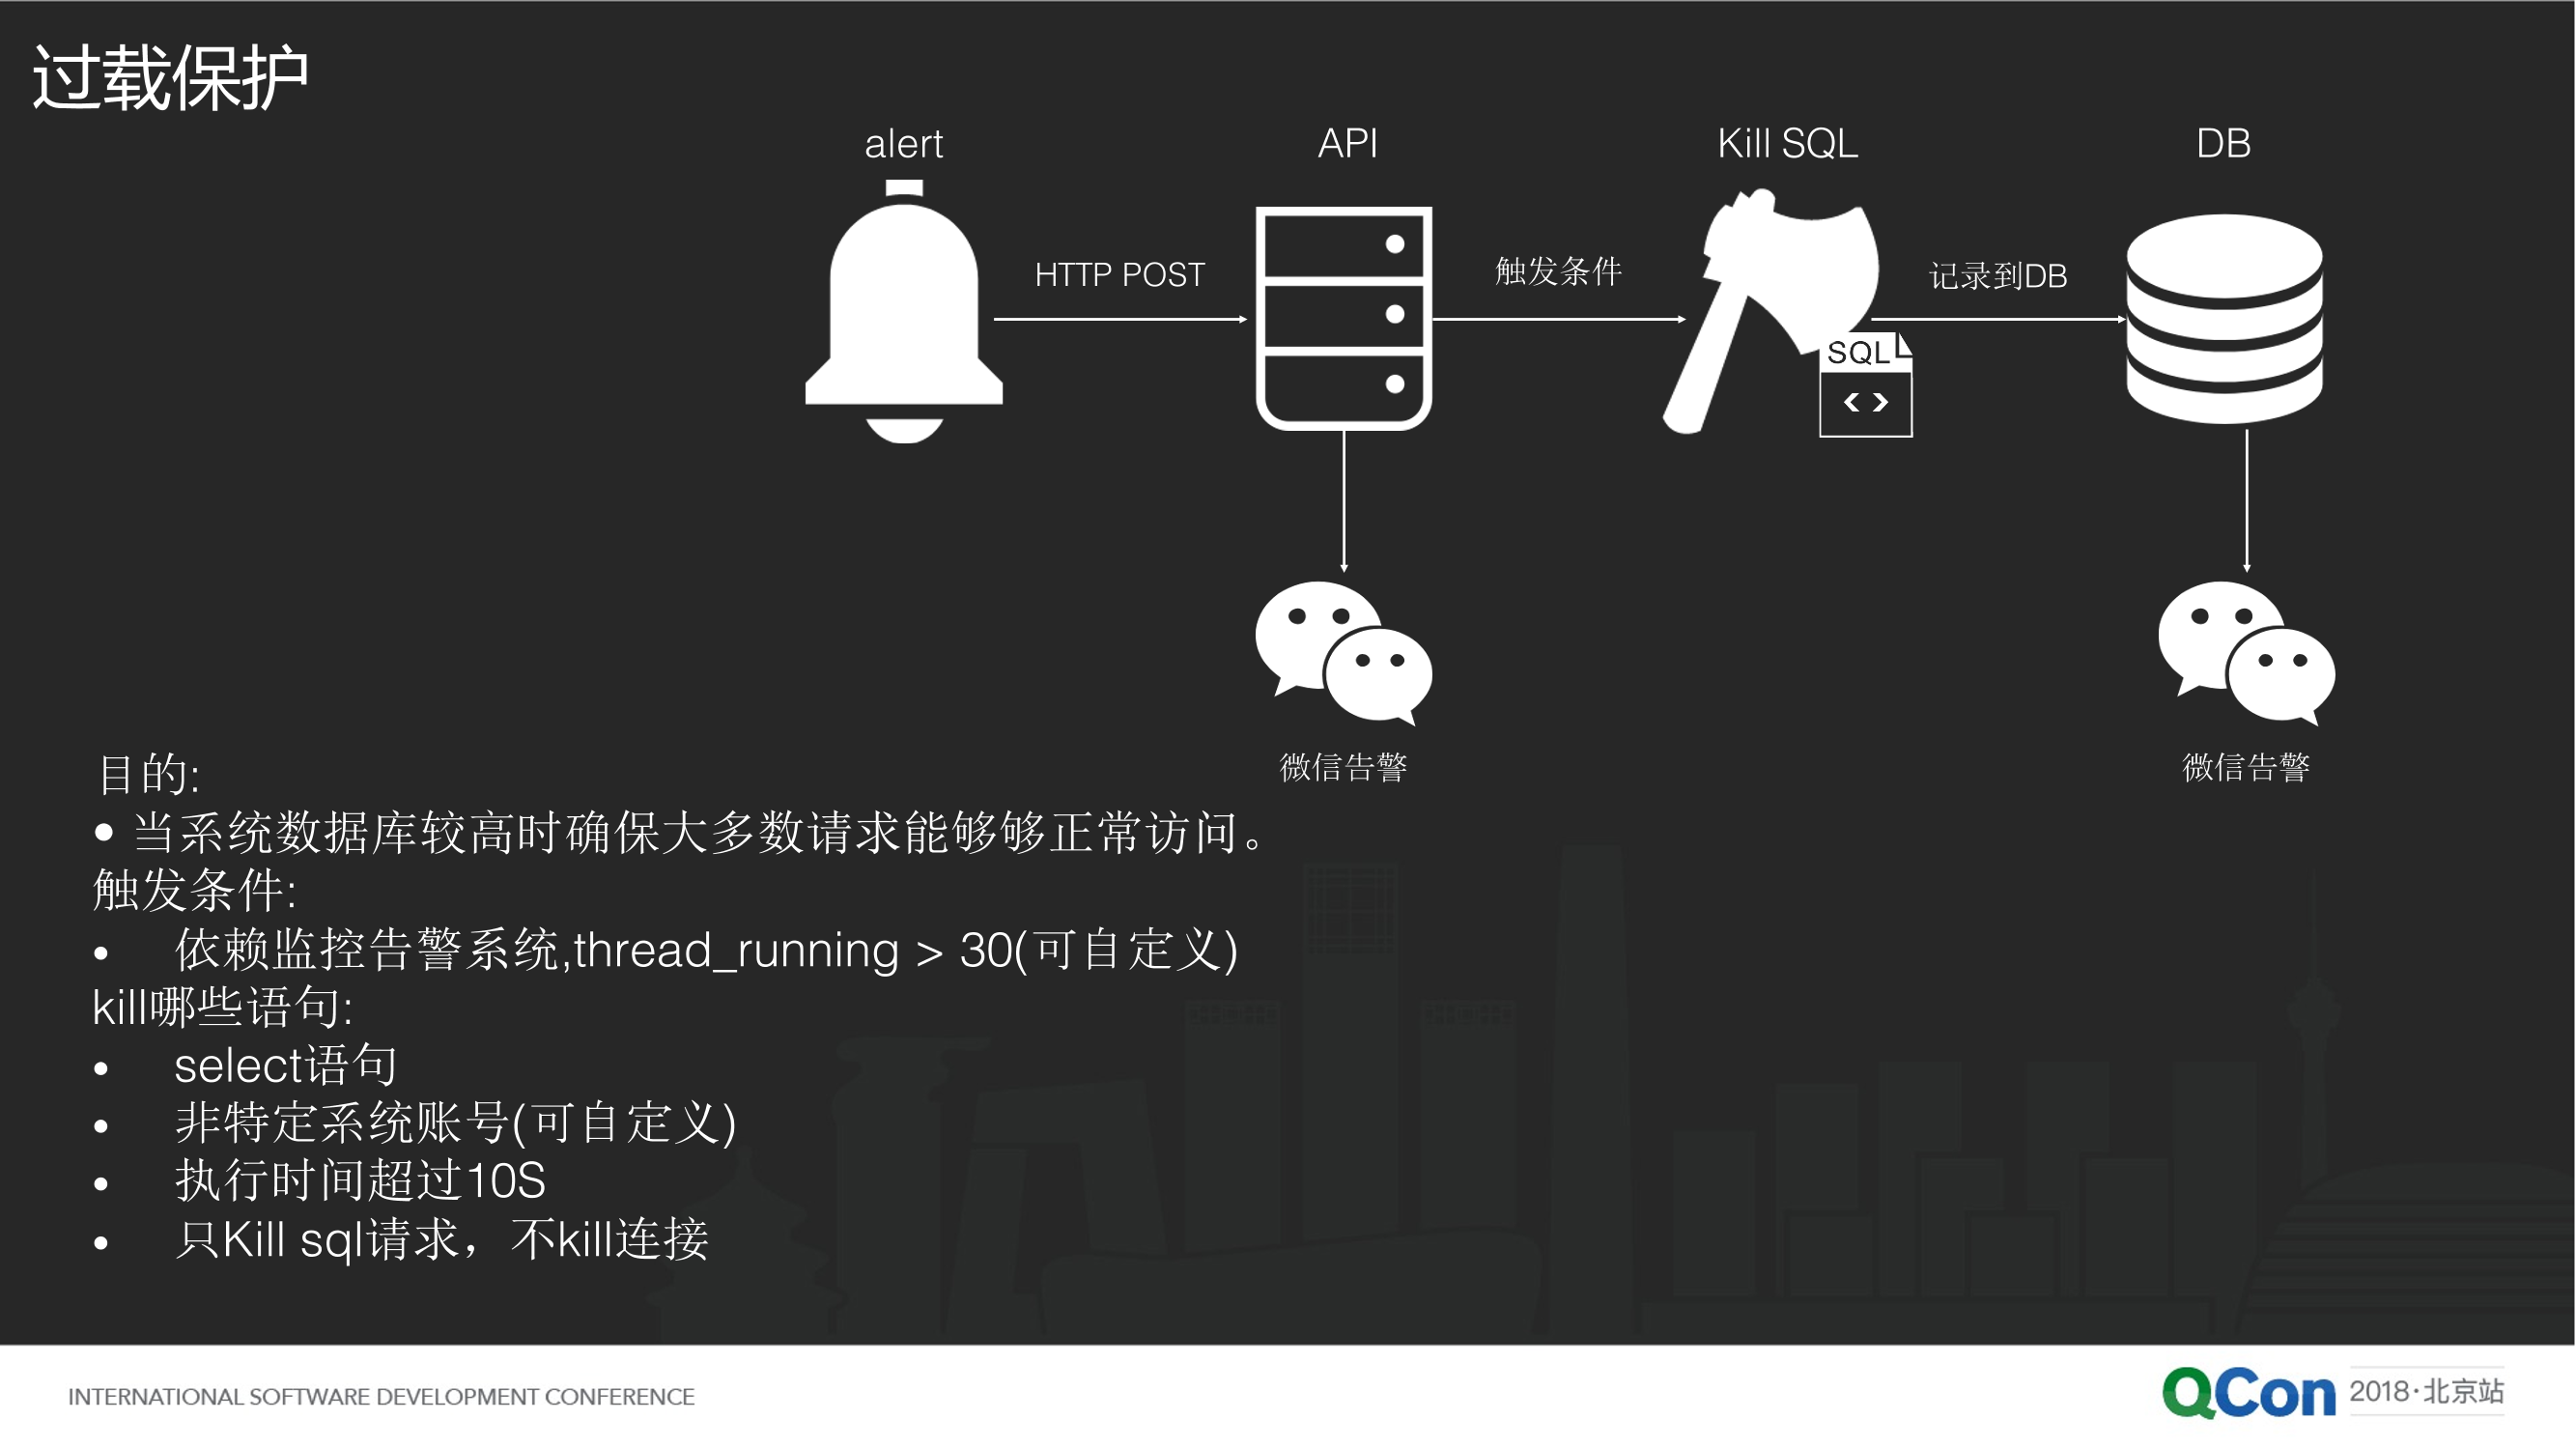 过载保护
alert
API
Kill SQL
DB
HTTP POST
触发条件
记录到DB
SQL
< >
微信告警
微信告警
目的:
• 当系统数据库较高时确保大多数请求能够够正常访问。
触发条件:
• 依赖监控告警系统,thread_running > 30(可自定义)
kill哪些语句:
• select语句
• 非特定系统账号(可自定义)
• 执行时间超过10S
• 只Kill sql请求，不kill连接
INTERNATIONAL SOFTWARE DEVELOPMENT CONFERENCE
QCon 2018·北京站